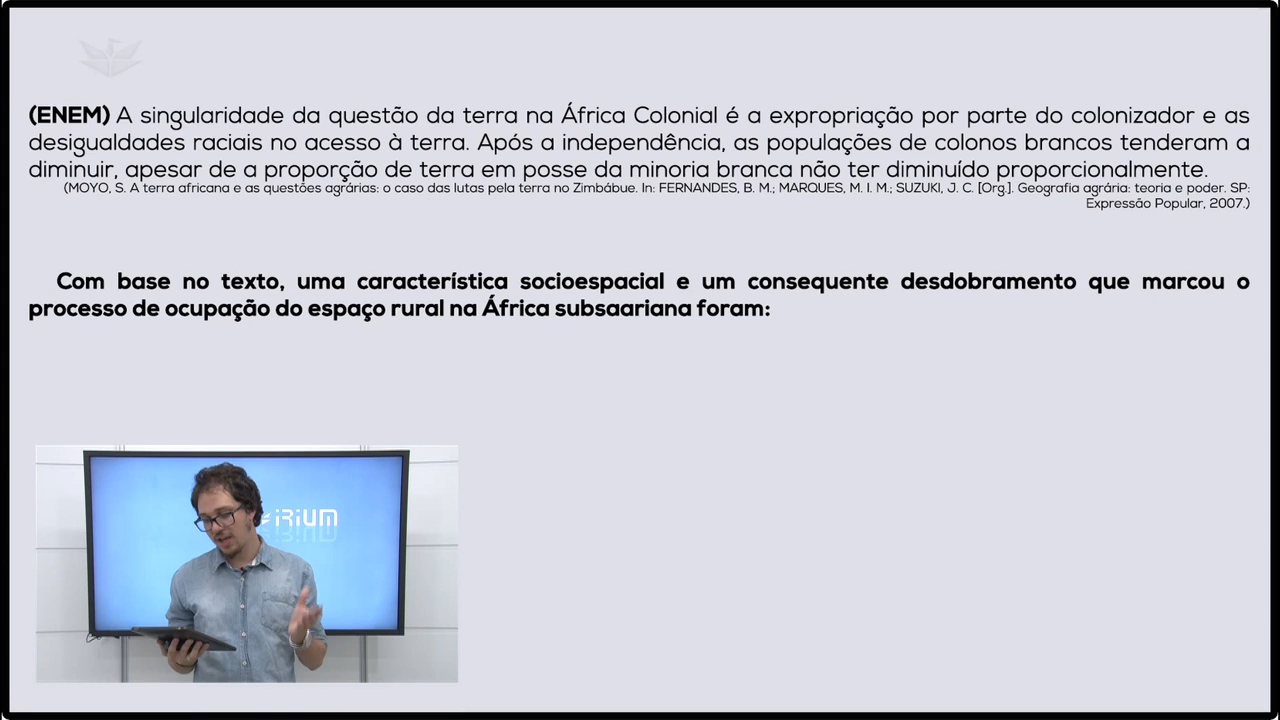 (ENEM) A singularidade da questão da terra na África Colonial é a expropriação por parte do colonizador e as
desigualdades raciais no acesso à terra. Após a independência, as populações de colonos brancos tenderam a
diminuir, apesar de a proporção de terra em posse da minoria branca não ter diminuído proporcionalmente.
(MOYO, S. A terra africana e as questões agrárias: o caso das lutas pela terra no Zimbábue. In: FERNANDES, B. M.; MARQUES, M. I. M.; SUZUKI, J. C. [Org.]. Geografia agrária: teoria e poder. SP:
Expressão Popular, 2007.)
Com base no texto, uma característica socioespacial e um consequente desdobramento que marcou o
processo de ocupação do espaço rural na África subsaariana foram:
iRiUM